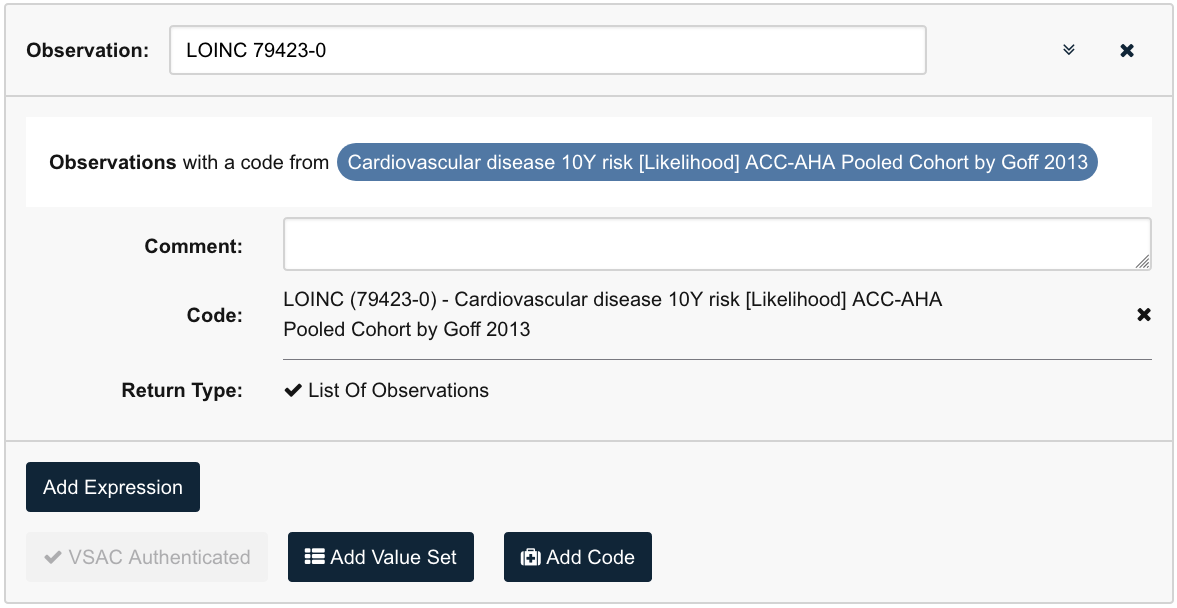 Observation: LOINC 79423-0
Observations with a code from Cardiovascular disease 10Y risk [Likelihood] ACC-AHA Pooled Cohort by Goff 2013
Comment:
Code: LOINC (79423-0) - Cardiovascular disease 10Y risk [Likelihood] ACC-AHA
Pooled Cohort by Goff 2013
Return Type: List Of Observations
Add Expression
VSAC Authenticated Add Value Set Add Code